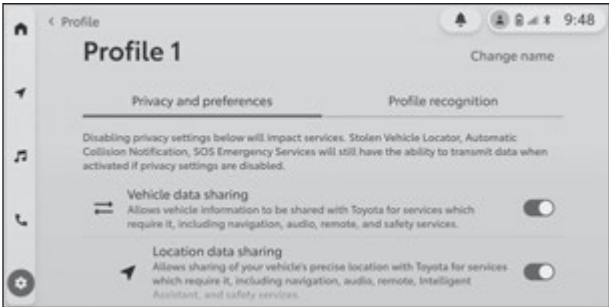 ‹ Profile
9:48
Profile 1
Change name
Privacy and preferences
Profile recognition
Disabling privacy settings below will impact services. Stolen Vehicle Locator, Automatic
Collision Notification, SOS Emergency Services will still have the ability to transmit data when
activated if privacy settings are disabled.
Vehicle data sharing
Allows vehicle information to be shared with Toyota for services which
require it, including navigation, audio, remote, and safety services.
Location data sharing
Allows sharing of your vehicle's precise location with Toyota for services
which require it, including navigation, audio, remote, Intelligent
Assistant, and safety services.